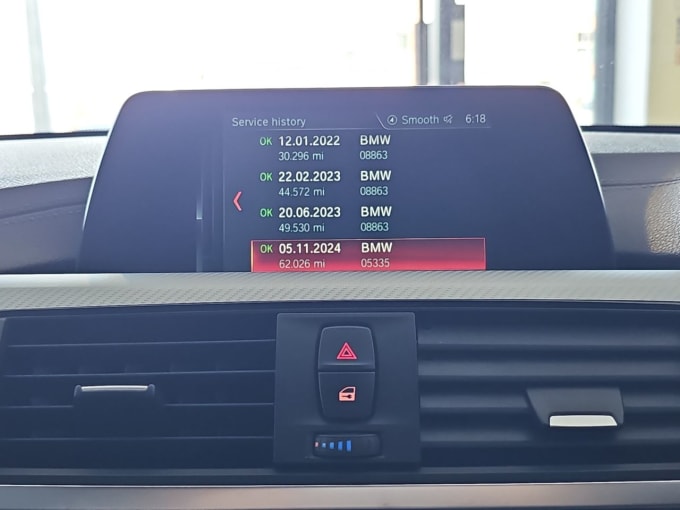 Service history
Smooth 6:18
OK 12.01.2022 BMW
30.296 mi 08863
OK 22.02.2023 BMW
44.572 mi 08863
OK 20.06.2023 BMW
49.530 mi 08863
OK 05.11.2024 BMW
62.026 mi 05335